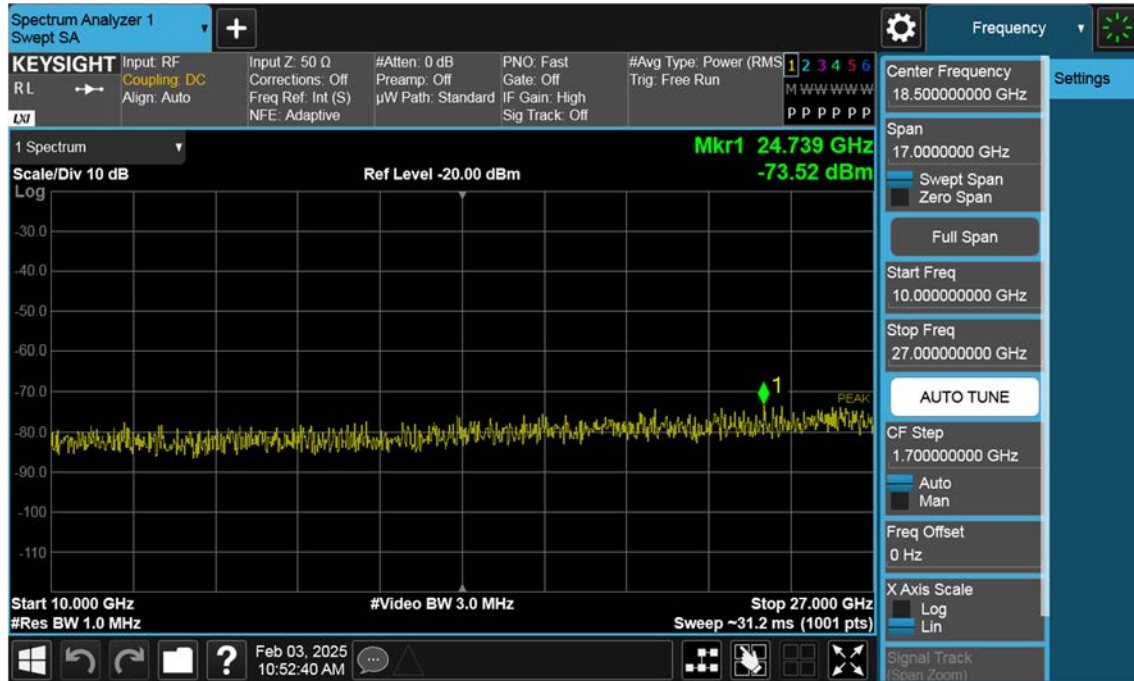 Spectrum Analyzer 1
Swept SA
Frequency
KEYSIGHT
R L
LXI
Input: RF
Coupling: DC
Align: Auto
Input Z: 50 Ω
Corrections: Off
Freq Ref: Int (S)
NFE: Adaptive
#Atten: 0 dB
Preamp: Off
µW Path: Standard
PNO: Fast
Gate: Off
IF Gain: High
Sig Track: Off
#Avg Type: Power (RMS
Trig: Free Run
1 2 3 4 5 6
M W W W W W
P P P P P P
1 Spectrum
Mkr1 24.739 GHz
-73.52 dBm
Scale/Div 10 dB
Ref Level -20.00 dBm
Log
-30.0
-40.0
-50.0
-60.0
-70.0
-80.0
-90.0
-100
-110
1
PEAK
Start 10.000 GHz
#Video BW 3.0 MHz
Stop 27.000 GHz
#Res BW 1.0 MHz
Sweep ~31.2 ms (1001 pts)
Center Frequency
18.500000000 GHz
Settings
Span
17.0000000 GHz
Swept Span
Zero Span
Full Span
Start Freq
10.000000000 GHz
Stop Freq
27.000000000 GHz
AUTO TUNE
CF Step
1.700000000 GHz
Auto
Man
Freq Offset
0 Hz
X Axis Scale
Log
Lin
Signal Track
(Span Zoom)
?
Feb 03, 2025
10:52:40 AM